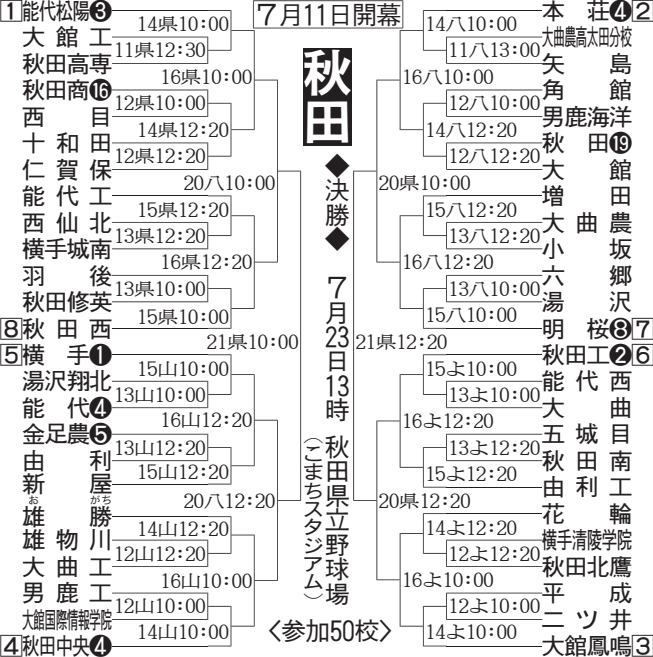 7月11日開幕
秋田
◆決勝◆ 7月23日13時 秋田県立野球場
(こまちスタジアム)
〈参加50校〉
1 能代松陽❸
大館工
秋田高専
秋田商⓰
西目
十和田
仁賀保
能代工
西仙北
横手城南
羽後
秋田修英
8 秋田西
5 横手❶
湯沢翔北
能代❹
金足農❺
由利
新屋
雄勝
お がち
雄物川
大曲工
男鹿工
大館国際情報学院
4 秋田中央❹
14県10:00
11県12:30
16県10:00
12県10:00
14県12:20
12県12:20
20八10:00
15県12:20
13県12:20
16県12:20
13県10:00
15県10:00
21県10:00
15山10:00
13山10:00
16山12:20
13山12:20
15山12:20
20八12:20
14山12:20
12山12:20
16山10:00
12山10:00
14山10:00
本荘❹ 2
大曲農高太田分校
矢島
角館
男鹿海洋
秋田⓳
大館
増田
大曲農
小坂
六郷
湯沢
明桜❽ 7
秋田工❷ 6
能代西
大曲
五城目
秋田南
由利工
花輪
横手清陵学院
秋田北鷹
平成
二ツ井
大館鳳鳴 3
14八10:00
11八13:00
16八10:00
12八10:00
14八12:20
12八12:20
20県10:00
15八12:20
13八12:20
16八12:20
13八10:00
15八10:00
21県12:20
15よ10:00
13よ10:00
16よ12:20
13よ12:20
15よ12:20
20県12:20
14よ12:20
12よ12:20
16よ10:00
12よ10:00
14よ10:00